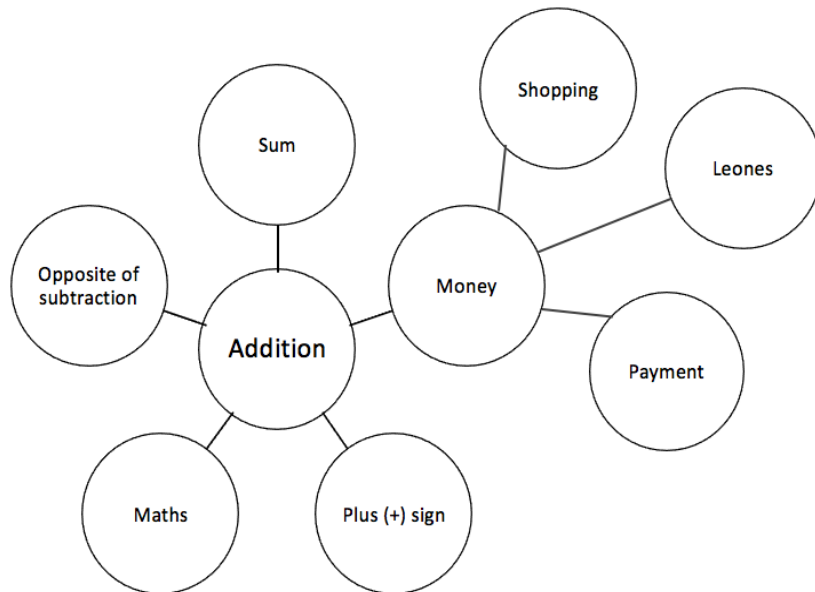 Shopping
Sum
Leones
Opposite of
subtraction
Money
Addition
Payment
Maths
Plus (+) sign